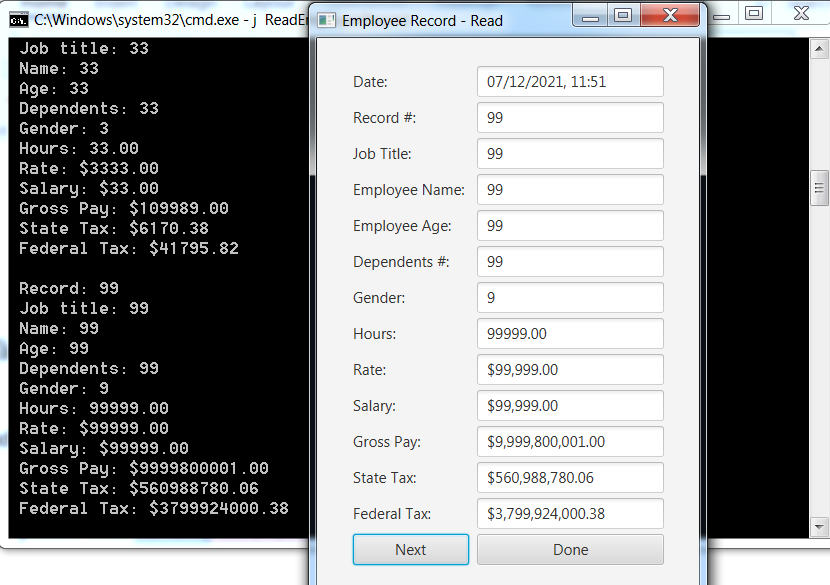 C:\Windows\system32\cmd.exe - j ReadEr
Job title: 33
Name: 33
Age: 33
Dependents: 33
Gender: 3
Hours: 33.00
Rate: $3333.00
Salary: $33.00
Gross Pay: $109989.00
State Tax: $6170.38
Federal Tax: $41795.82
Record: 99
Job title: 99
Name: 99
Age: 99
Dependents: 99
Gender: 9
Hours: 99999.00
Rate: $99999.00
Salary: $99999.00
Gross Pay: $9999800001.00
State Tax: $560988780.06
Federal Tax: $3799924000.38
Employee Record - Read
Date: 07/12/2021, 11:51
Record #: 99
Job Title: 99
Employee Name: 99
Employee Age: 99
Dependents #: 99
Gender: 9
Hours: 99999.00
Rate: $99,999.00
Salary: $99,999.00
Gross Pay: $9,999,800,001.00
State Tax: $560,988,780.06
Federal Tax: $3,799,924,000.38
Next Done